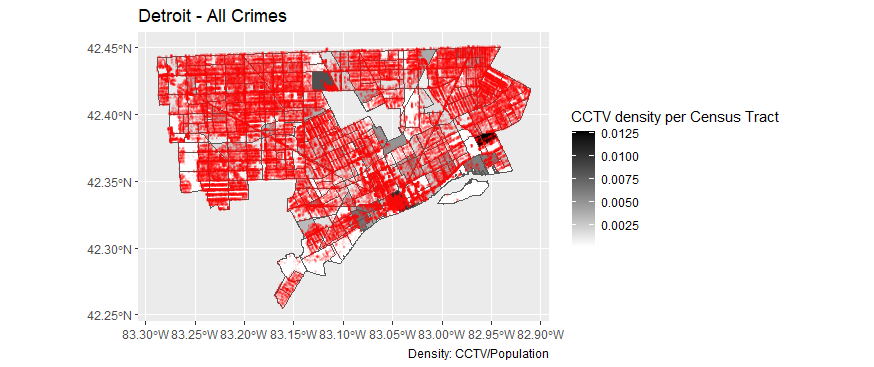 Detroit - All Crimes
42.45°N
42.40°N
42.35°N
42.30°N
42.25°N
83.30°W 83.25°W 83.20°W 83.15°W 83.10°W 83.05°W 83.00°W 82.95°W 82.90°W
Density: CCTV/Population
CCTV density per Census Tract
0.0125
0.0100
0.0075
0.0050
0.0025